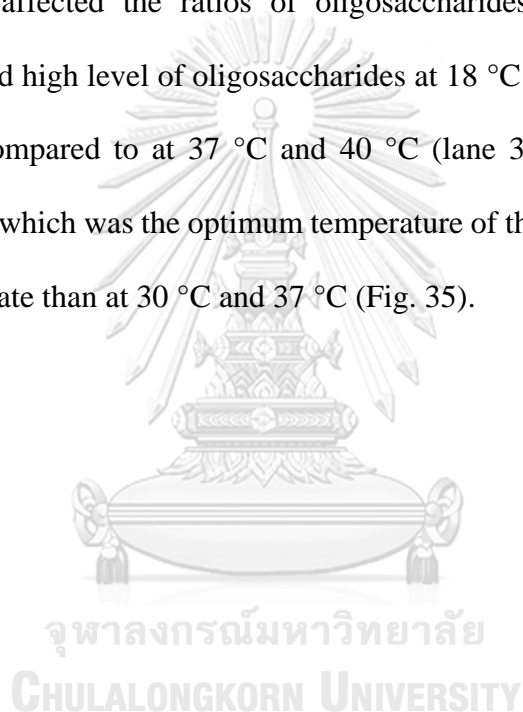 affected the ratios of oligosaccharides
d high level of oligosaccharides at 18 °C
ompared to at 37 °C and 40 °C (lane 3
which was the optimum temperature of th
ate than at 30 °C and 37 °C (Fig. 35).
จุฬาลงกรณ์มหาวิทยาลัย
CHULALONGKORN UNIVERSITY